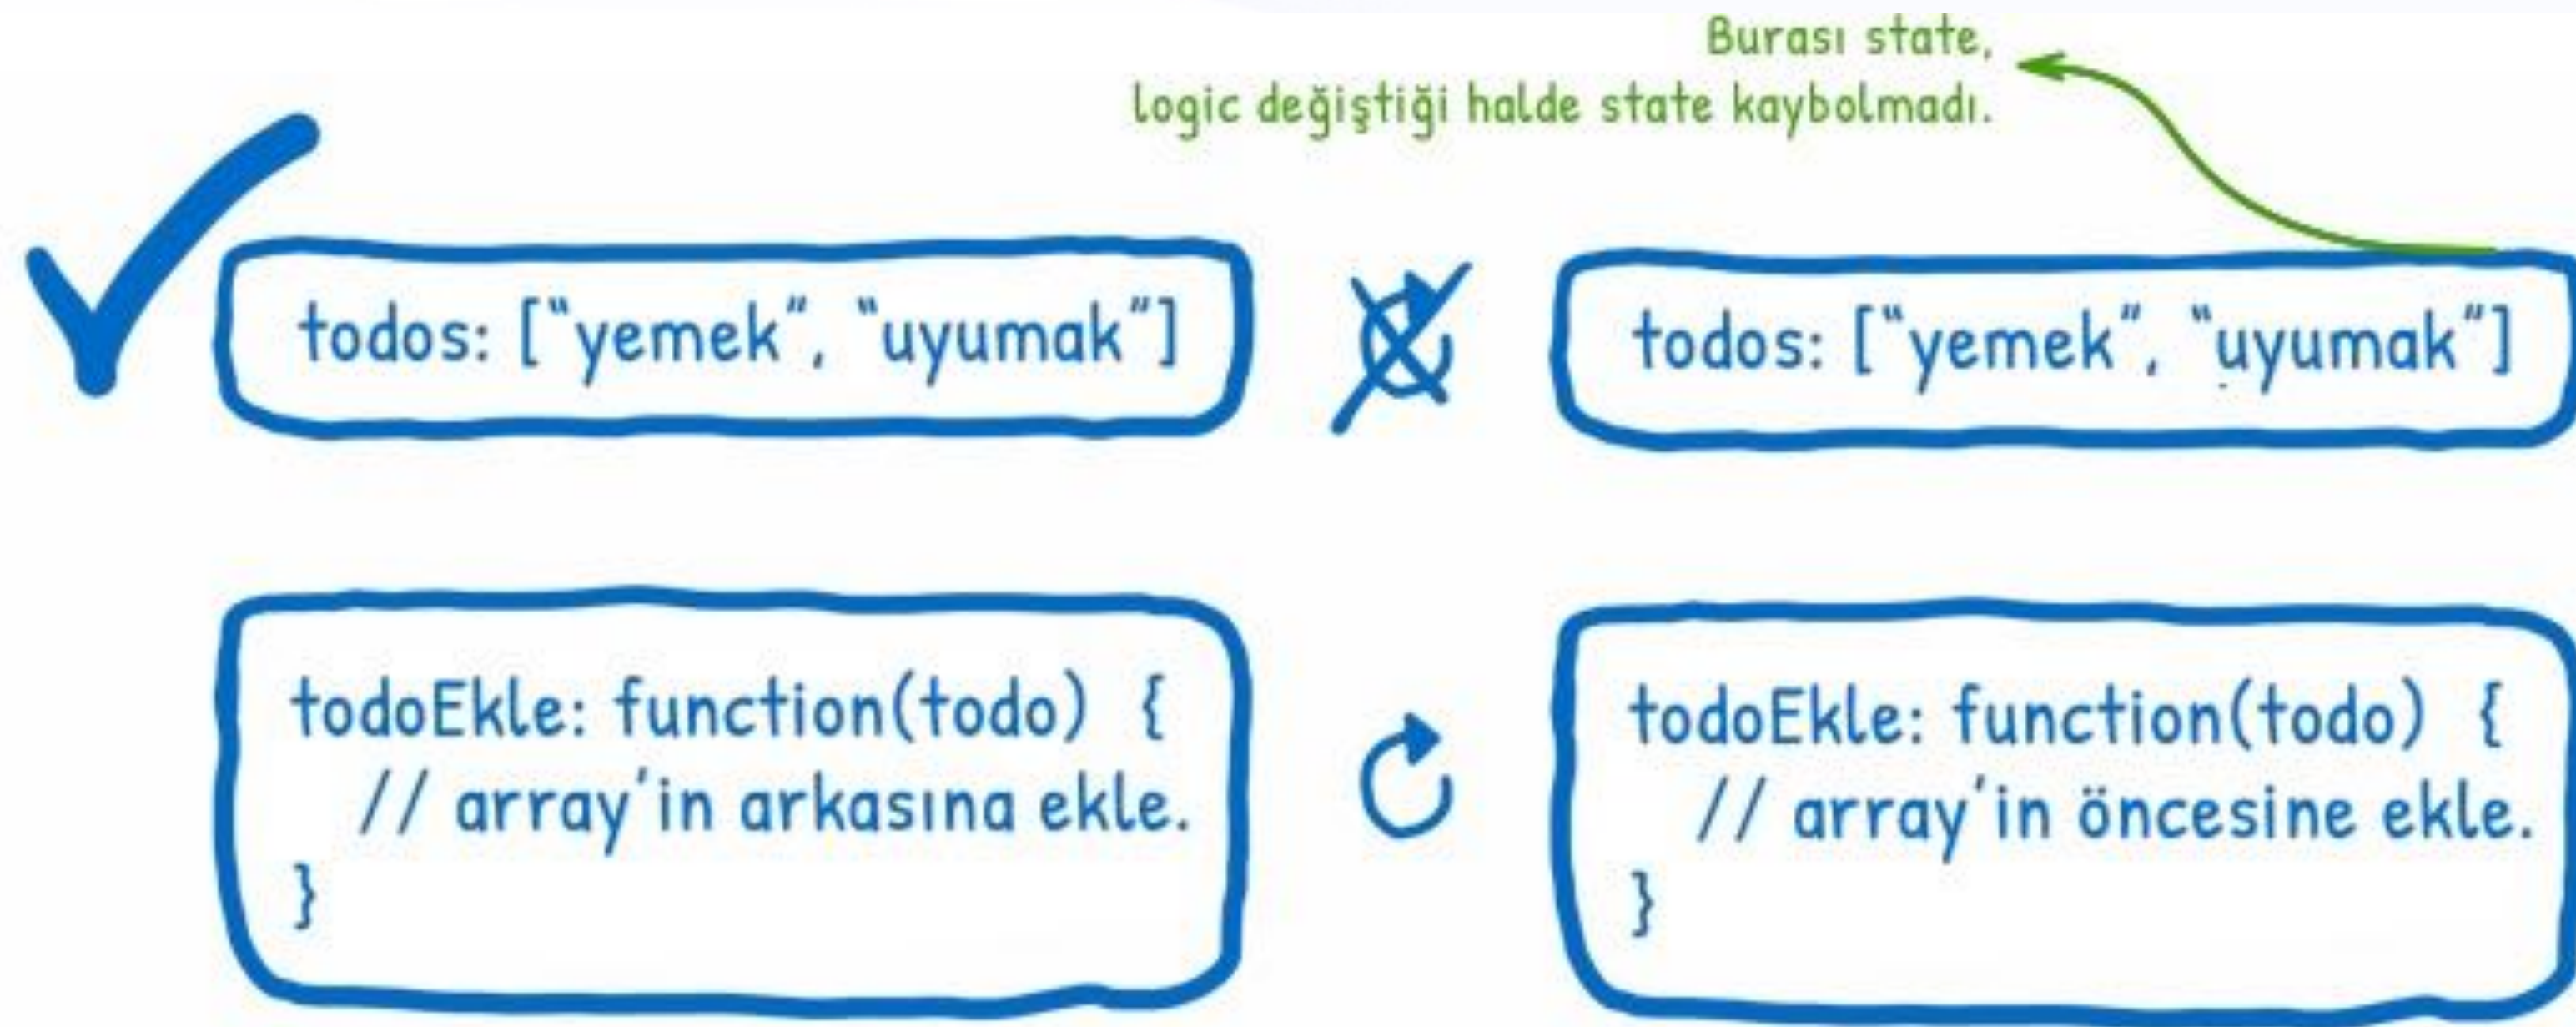 Burası state,
logic değiştiği halde state kaybolmadı.
todos: [“yemek”, “uyumak”]
todos: [“yemek”, “uyumak”]
todoEkle: function(todo) {
// array'in arkasına ekle.
}
todoEkle: function(todo) {
// array'in öncesine ekle.
}